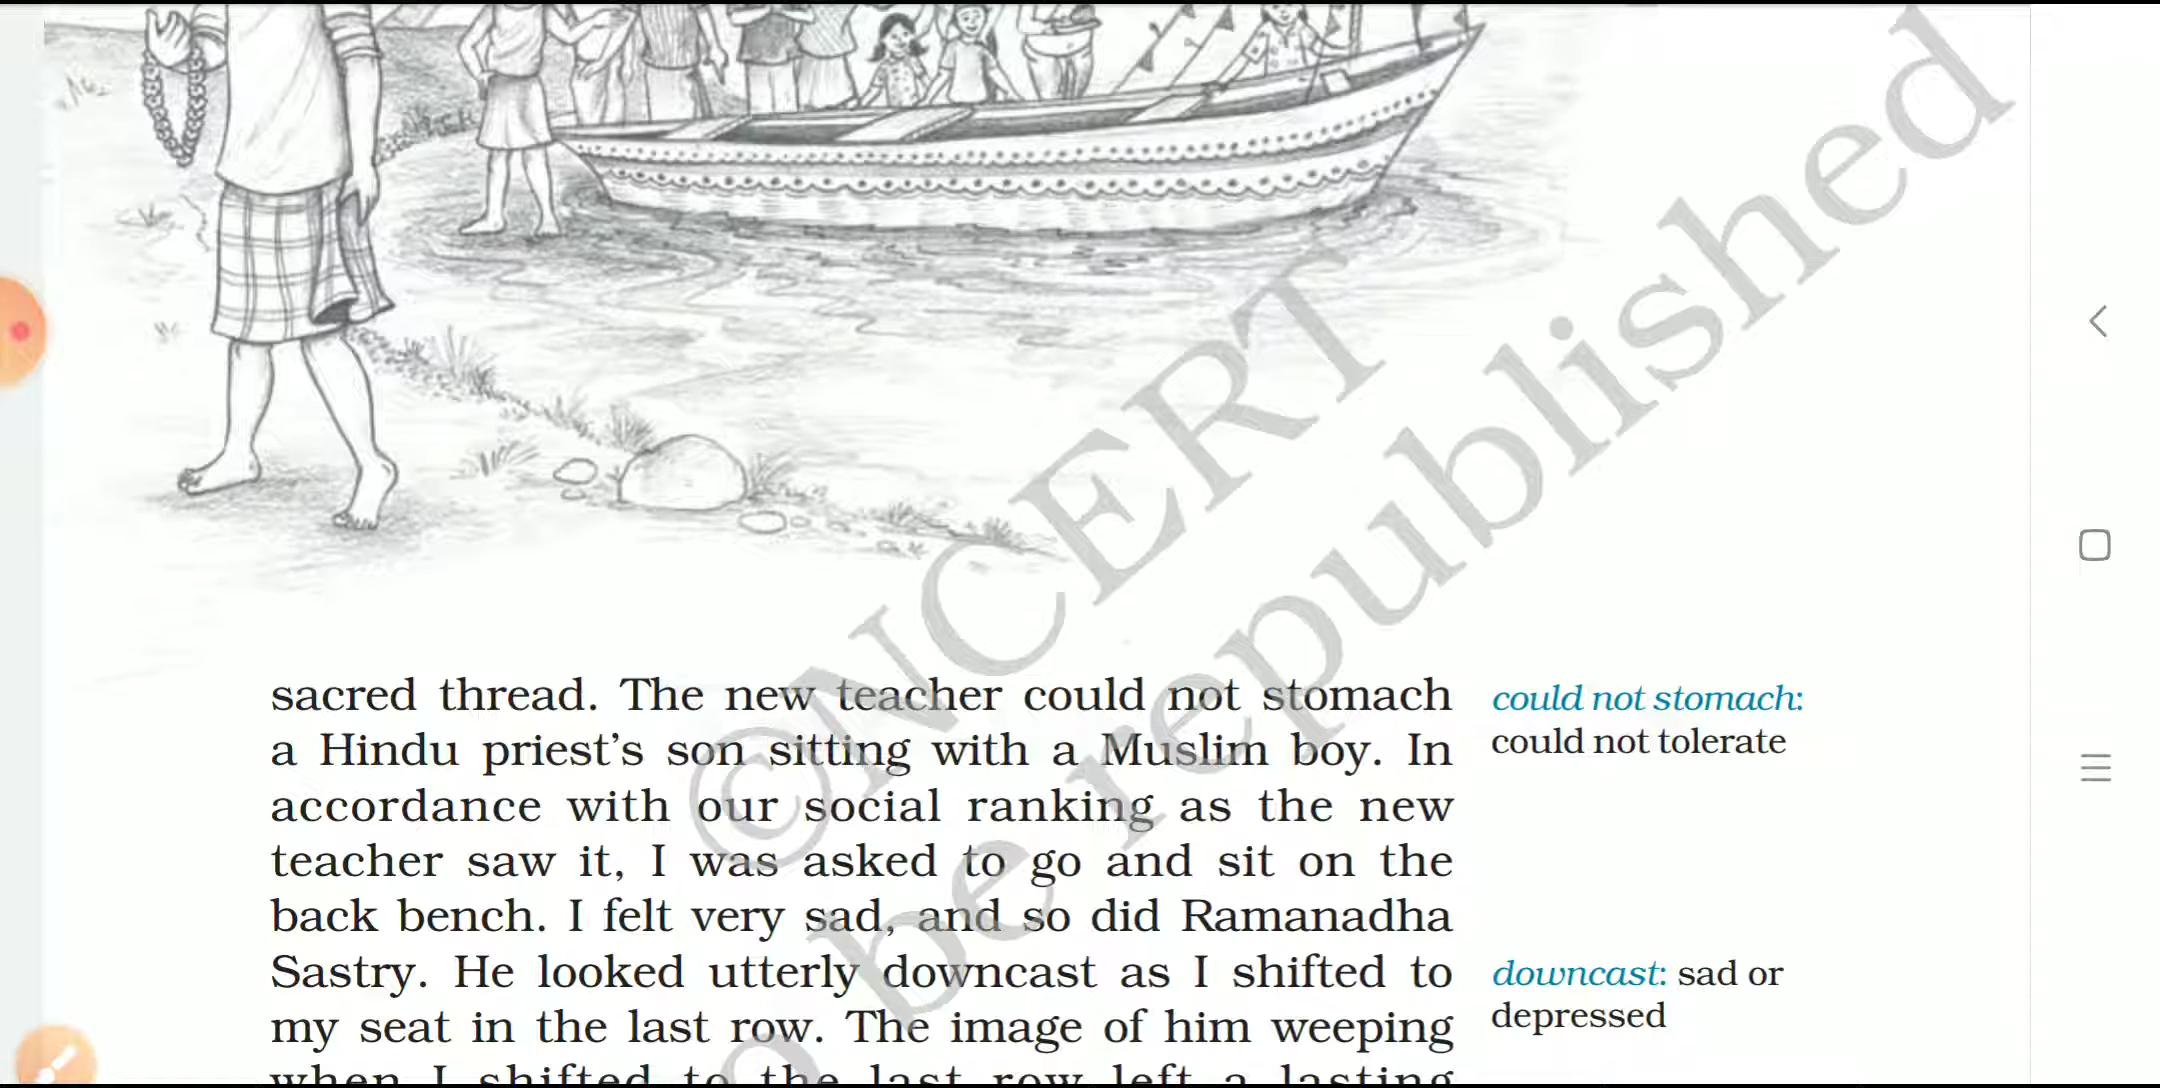 sacred thread. The new teacher could not stomach
a Hindu priest's son sitting with a Muslim boy. In
accordance with our social ranking as the new
teacher saw it, I was asked to go and sit on the
back bench. I felt very sad, and so did Ramanadha
Sastry. He looked utterly downcast as I shifted to
my seat in the last row. The image of him weeping
when I shifted to the last row left a lasting
could not stomach:
could not tolerate
downcast: sad or
depressed
©NCERT
be republished